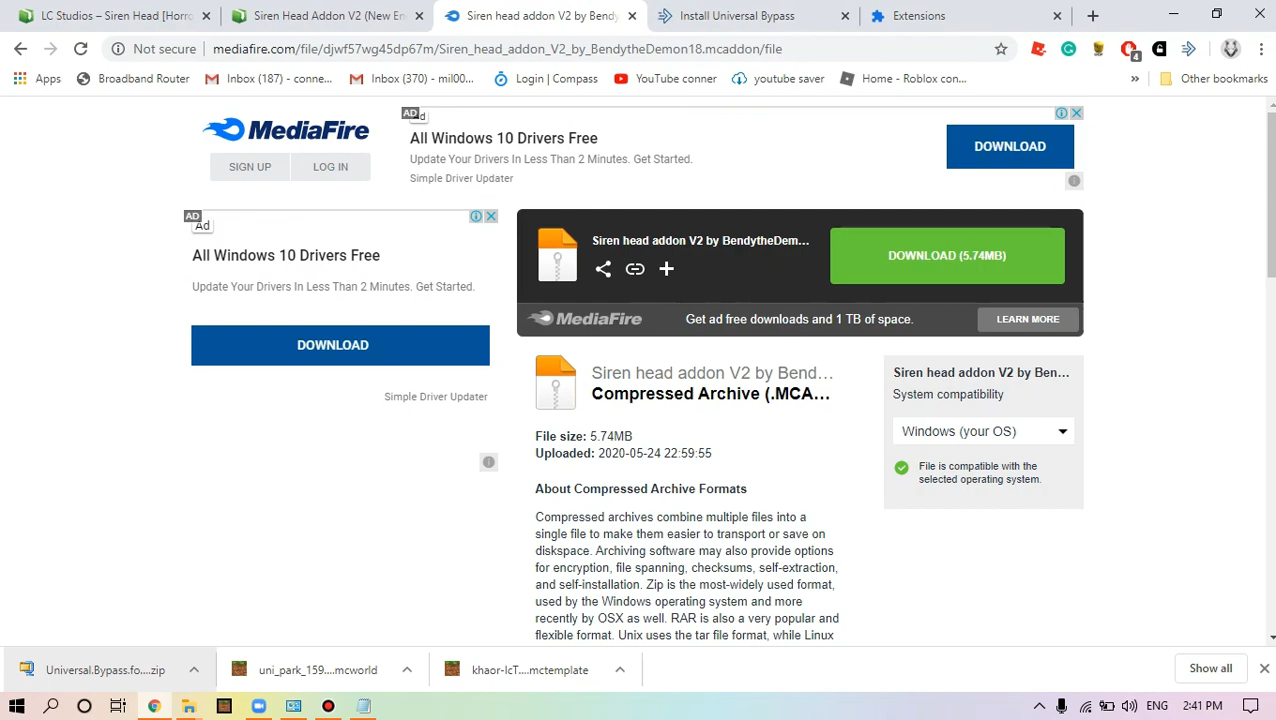 LC Studios – Siren Head [Horro
Siren Head Addon V2 (New En
Siren head addon V2 by Bendy
Install Universal Bypass
Extensions
Not secure
mediafire.com/file/djwf57wg45dp67m/Siren_head_addon_V2_by_BendytheDemon18.mcaddon/file
4
Apps
Broadband Router
Inbox (187) - conne...
Inbox (370) - mil00...
Login | Compass
YouTube conner
youtube saver
Home - Roblox con...
»
Other bookmarks
MediaFire
SIGN UP
LOG IN
AD
All Windows 10 Drivers Free
Update Your Drivers In Less Than 2 Minutes. Get Started.
Simple Driver Updater
DOWNLOAD
AD
Ad
All Windows 10 Drivers Free
Update Your Drivers In Less Than 2 Minutes. Get Started.
DOWNLOAD
Simple Driver Updater
Siren head addon V2 by BendytheDem...
DOWNLOAD (5.74MB)
MediaFire
Get ad free downloads and 1 TB of space.
LEARN MORE
Siren head addon V2 by Bend...
Compressed Archive (.MCA...
File size: 5.74MB
Uploaded: 2020-05-24 22:59:55
About Compressed Archive Formats
Compressed archives combine multiple files into a
single file to make them easier to transport or save on
diskspace. Archiving software may also provide options
for encryption, file spanning, checksums, self-extraction,
and self-installation. Zip is the most-widely used format,
used by the Windows operating system and more
recently by OSX as well. RAR is also a very popular and
flexible format. Unix uses the tar file format, while Linux
Siren head addon V2 by Ben...
System compatibility
Windows (your OS)
File is compatible with the
selected operating system.
Universal.Bypass.fo....zip
uni_park_159....mcworld
khaor-IcT....mctemplate
Show all
ENG
2:41 PM